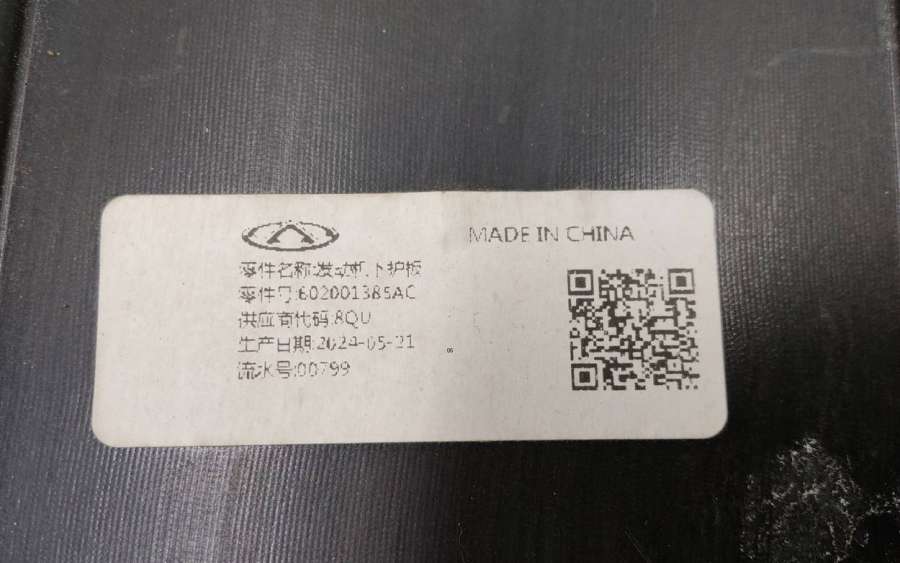 MADE IN CHINA
零件名称:发动机下护板
零件号:602001385AC
供应商代码:8QU
生产日期:2024-05-21
流水号:00799